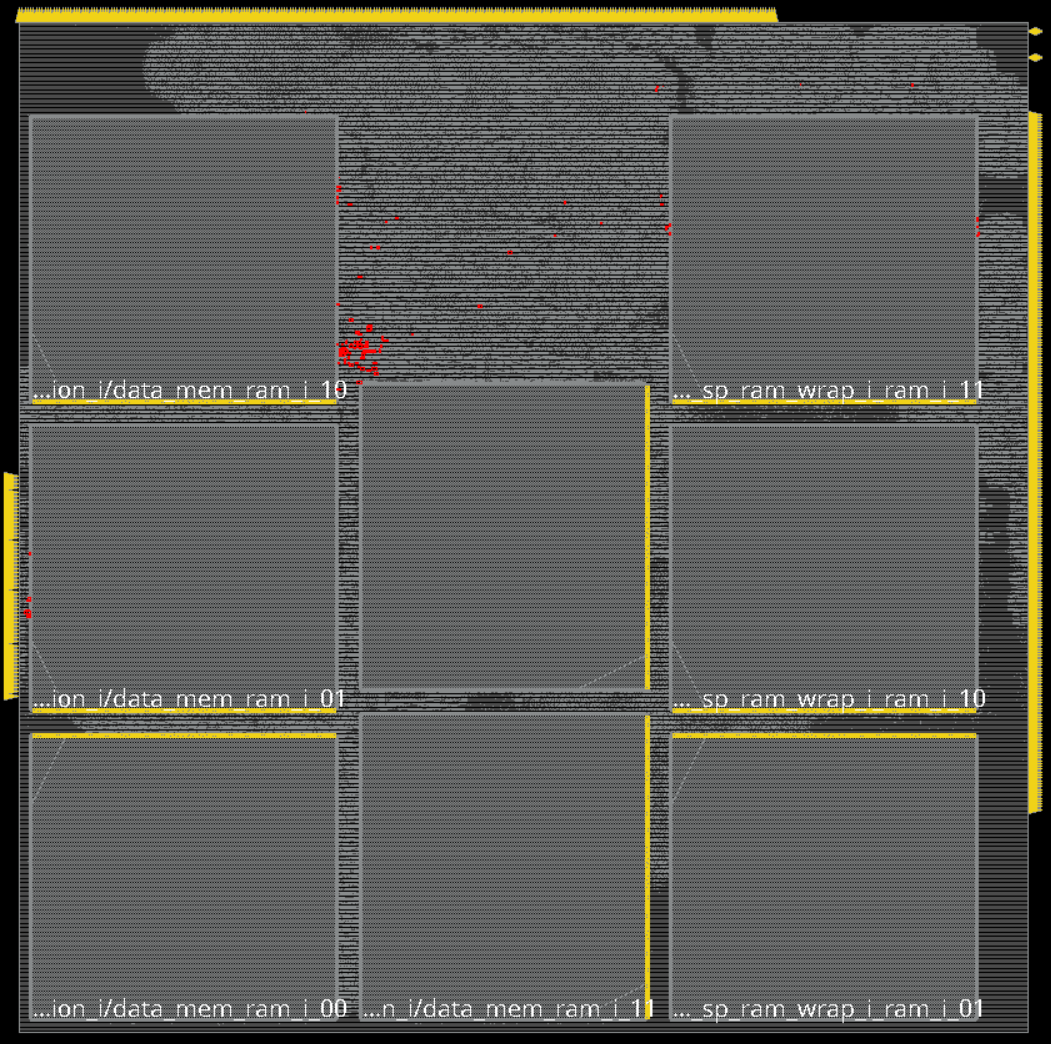 ...ion_i/data_mem_ram_i_10
..._sp_ram_wrap_i_ram_i_11
...ion_i/data_mem_ram_i_01
..._sp_ram_wrap_i_ram_i_10
...ion_i/data_mem_ram_i_00
...n_i/data_mem_ram_i_11
..._sp_ram_wrap_i_ram_i_01